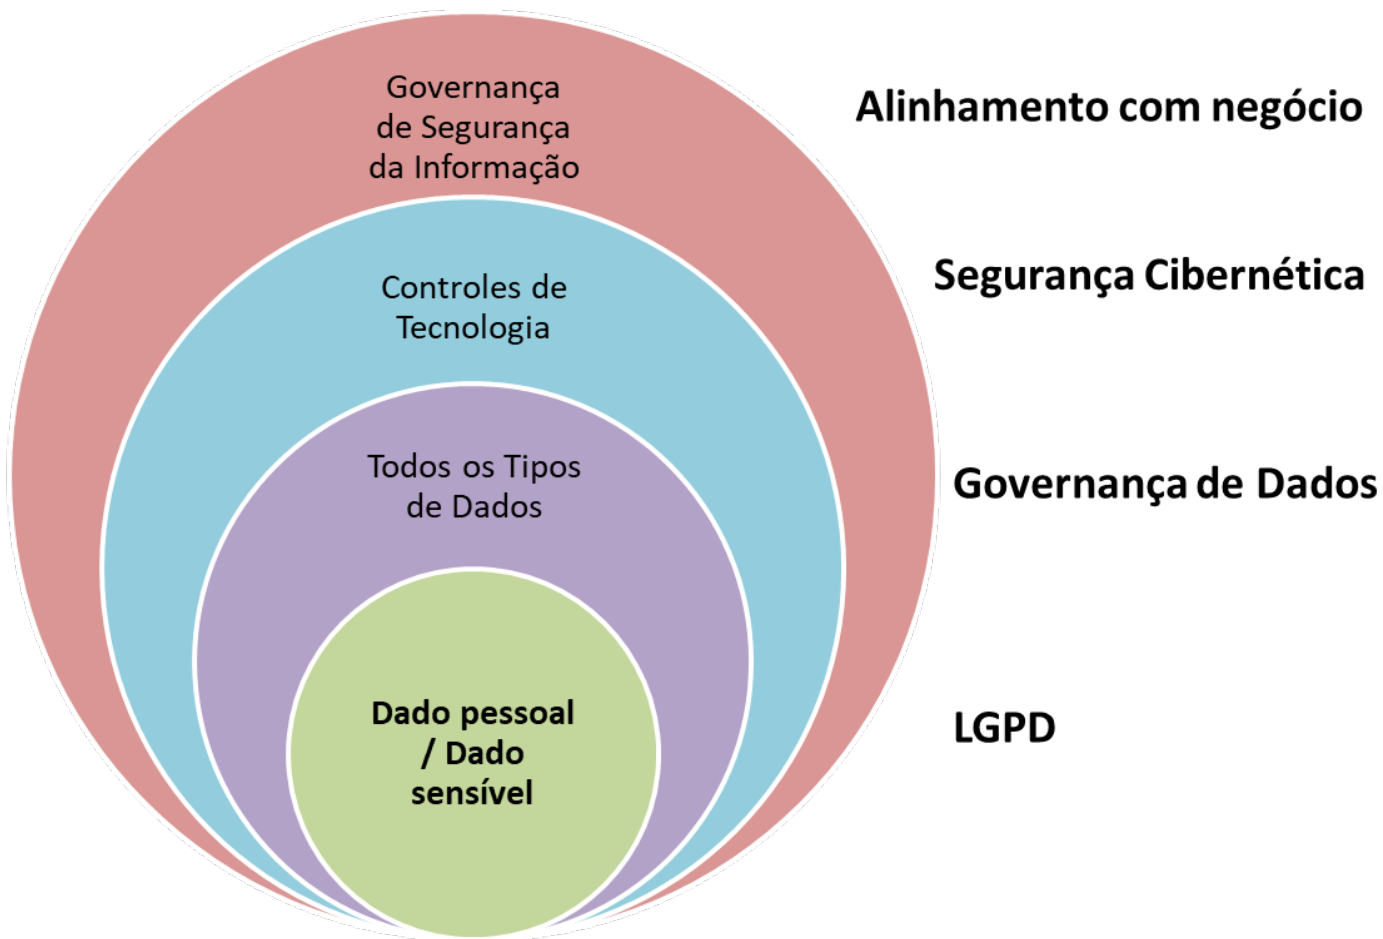 Governança
de Segurança
da Informação
Alinhamento com negócio
Controles de
Tecnologia
Segurança Cibernética
Todos os Tipos
de Dados
Governança de Dados
Dado pessoal
/ Dado
sensível
LGPD